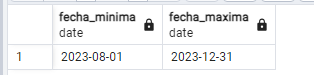 fecha_minima fecha_maxima
date date
1 2023-08-01 2023-12-31